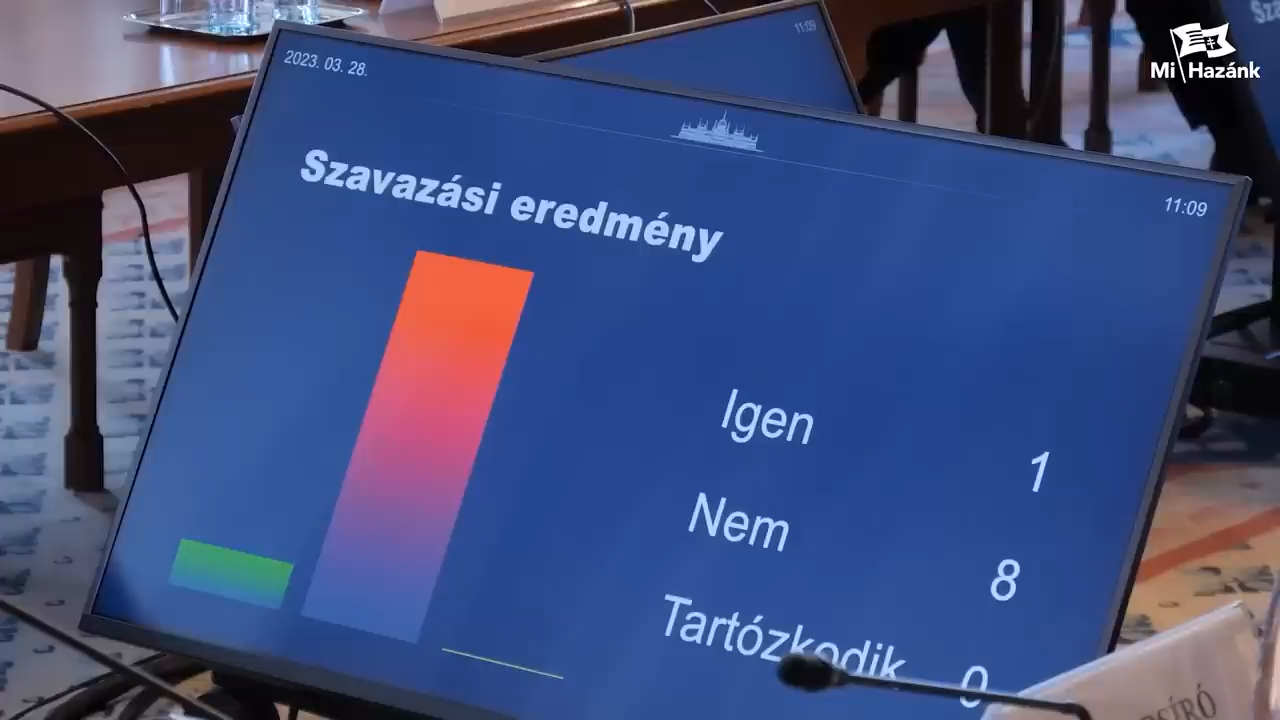 11:09
Mi Hazánk
2023. 03. 28.
11:09
Szavazási eredmény
Igen 1
Nem 8
Tartózkodik 0